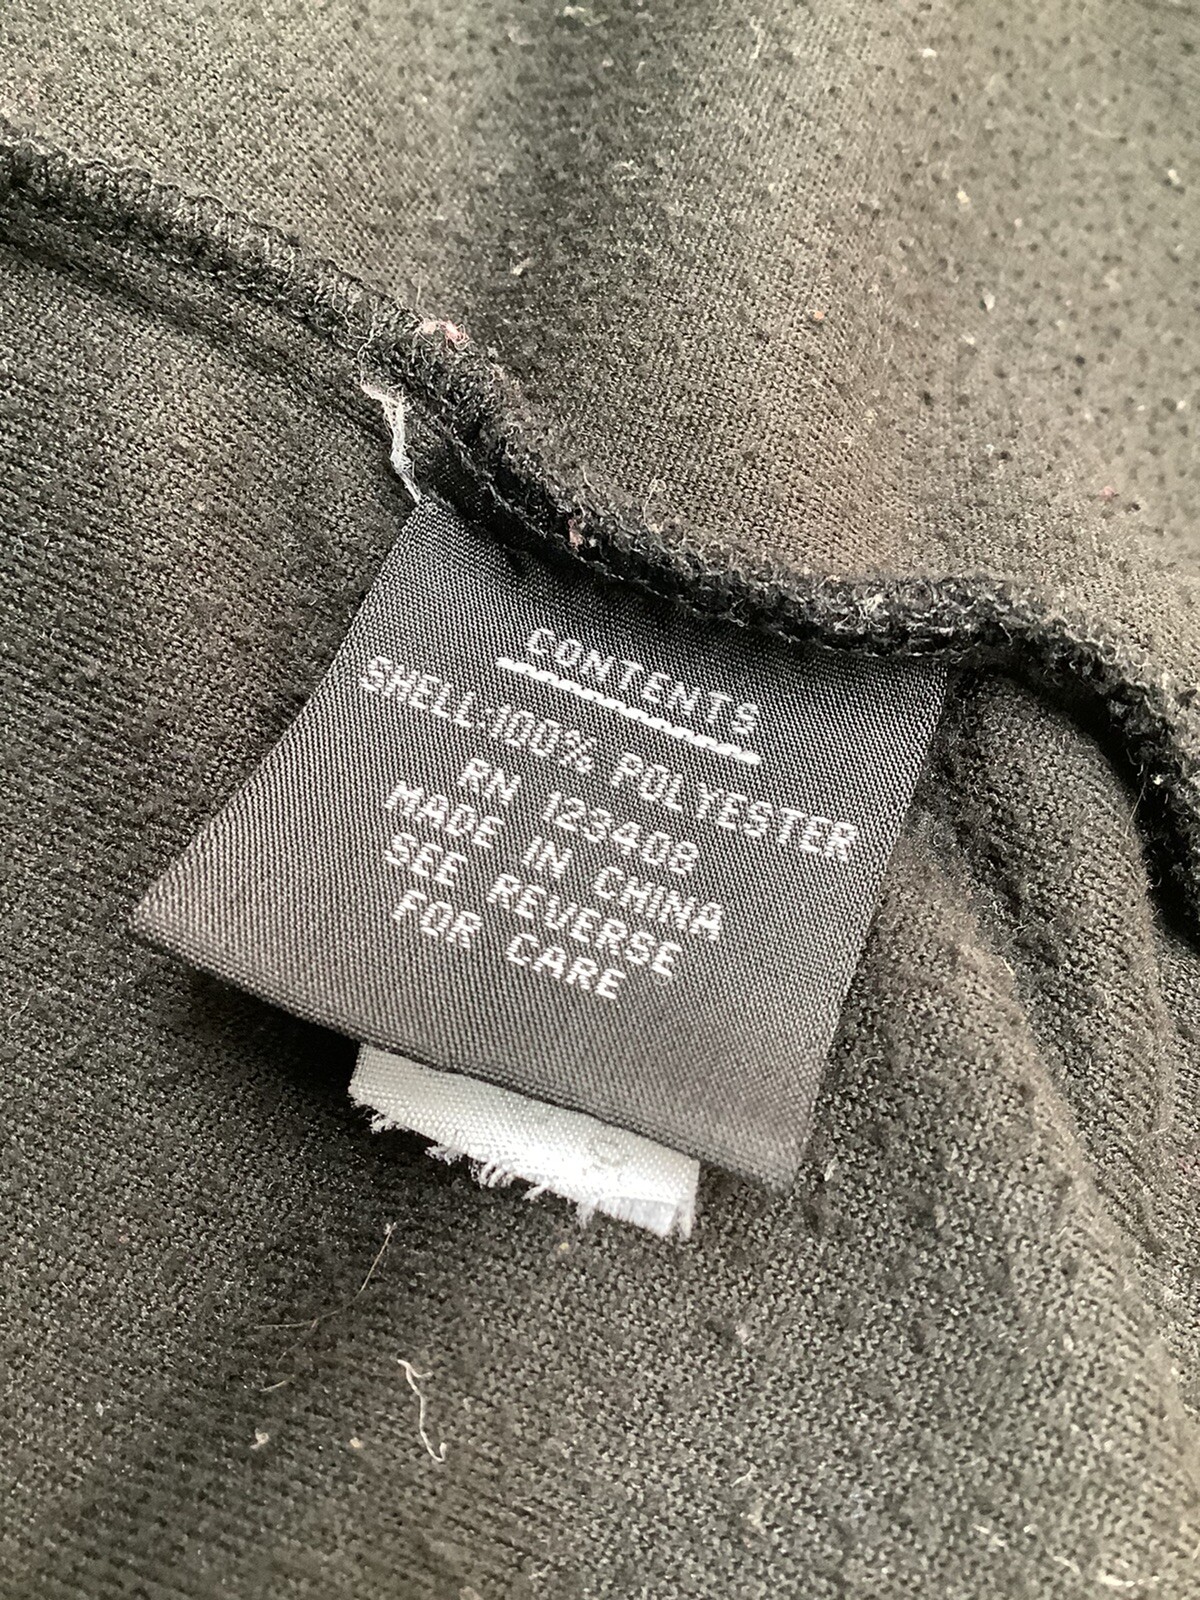 CONTENTS
SHELL:100% POLYESTER
RN 123408
MADE IN CHINA
SEE REVERSE
FOR CARE